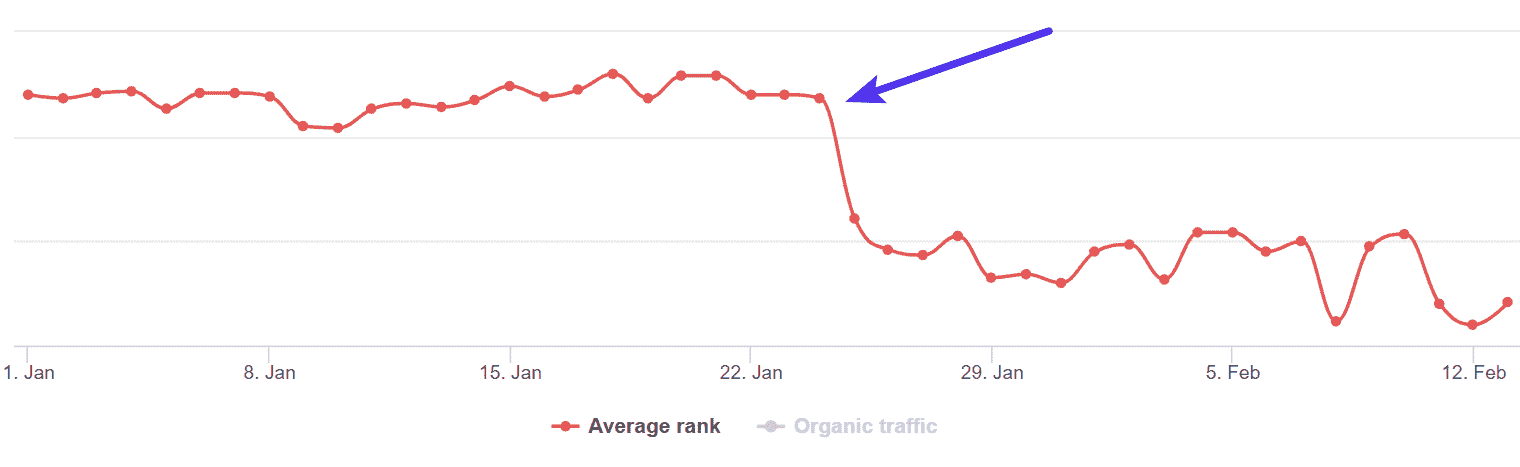 1. Jan 8. Jan 15. Jan 22. Jan 29. Jan 5. Feb 12. Feb
Average rank Organic traffic